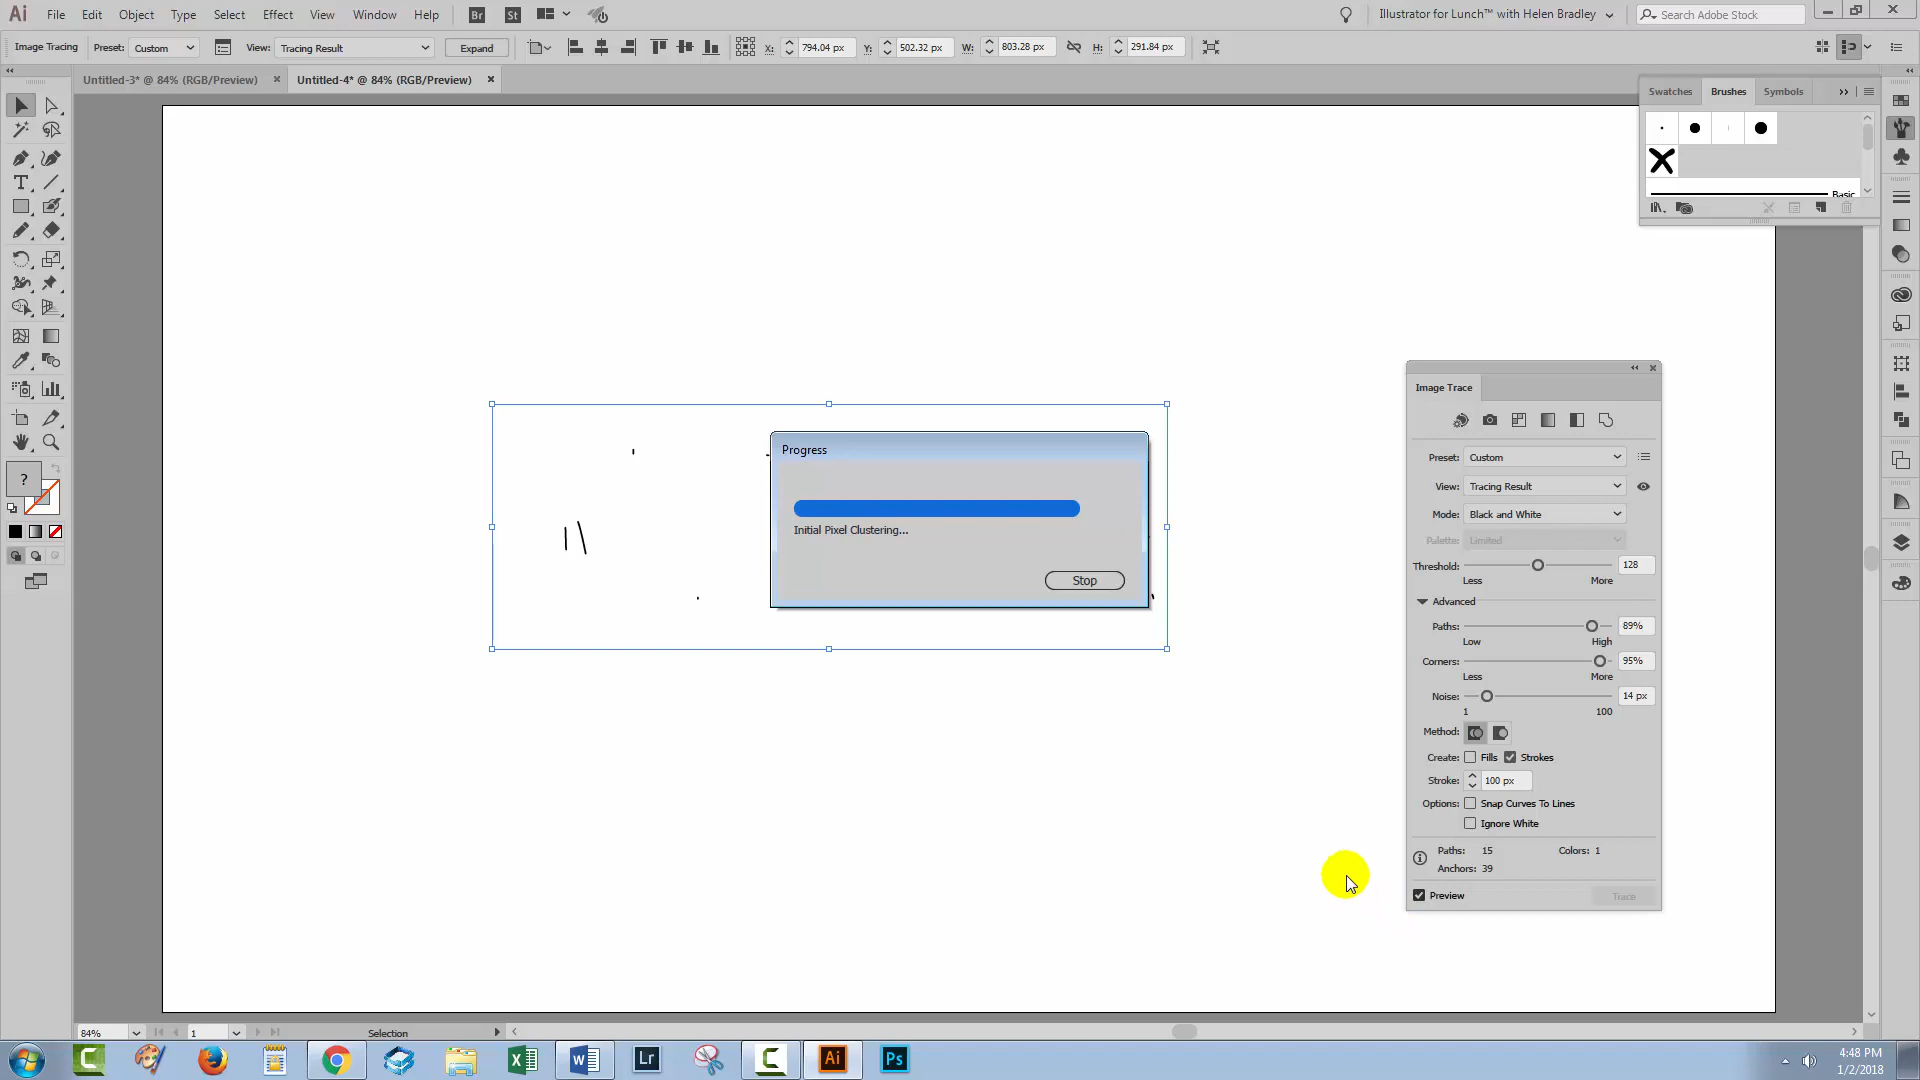 Ai File Edit Object Type Select Effect View Window Help Br St Illustrator for Lunch™ with Helen Bradley Search Adobe Stock
Image Tracing Preset: Custom View: Tracing Result Expand X: 794.04 px Y: 502.32 px W: 803.28 px H: 291.84 px
Untitled-3* @ 84% (RGB/Preview) Untitled-4* @ 84% (RGB/Preview)
Swatches Brushes Symbols
Basic
Progress
Initial Pixel Clustering...
Stop
Image Trace
Preset: Custom
View: Tracing Result
Mode: Black and White
Palette: Limited
Threshold: 128
Less More
Advanced
Paths: 89%
Low High
Corners: 95%
Less More
Noise: 14 px
1 100
Method:
Create: Fills Strokes
Stroke: 100 px
Options: Snap Curves To Lines
Ignore White
Paths: 15 Colors: 1
Anchors: 39
Preview Trace
?
84% 1 Selection
Lr Ai Ps
4:48 PM
1/2/2018